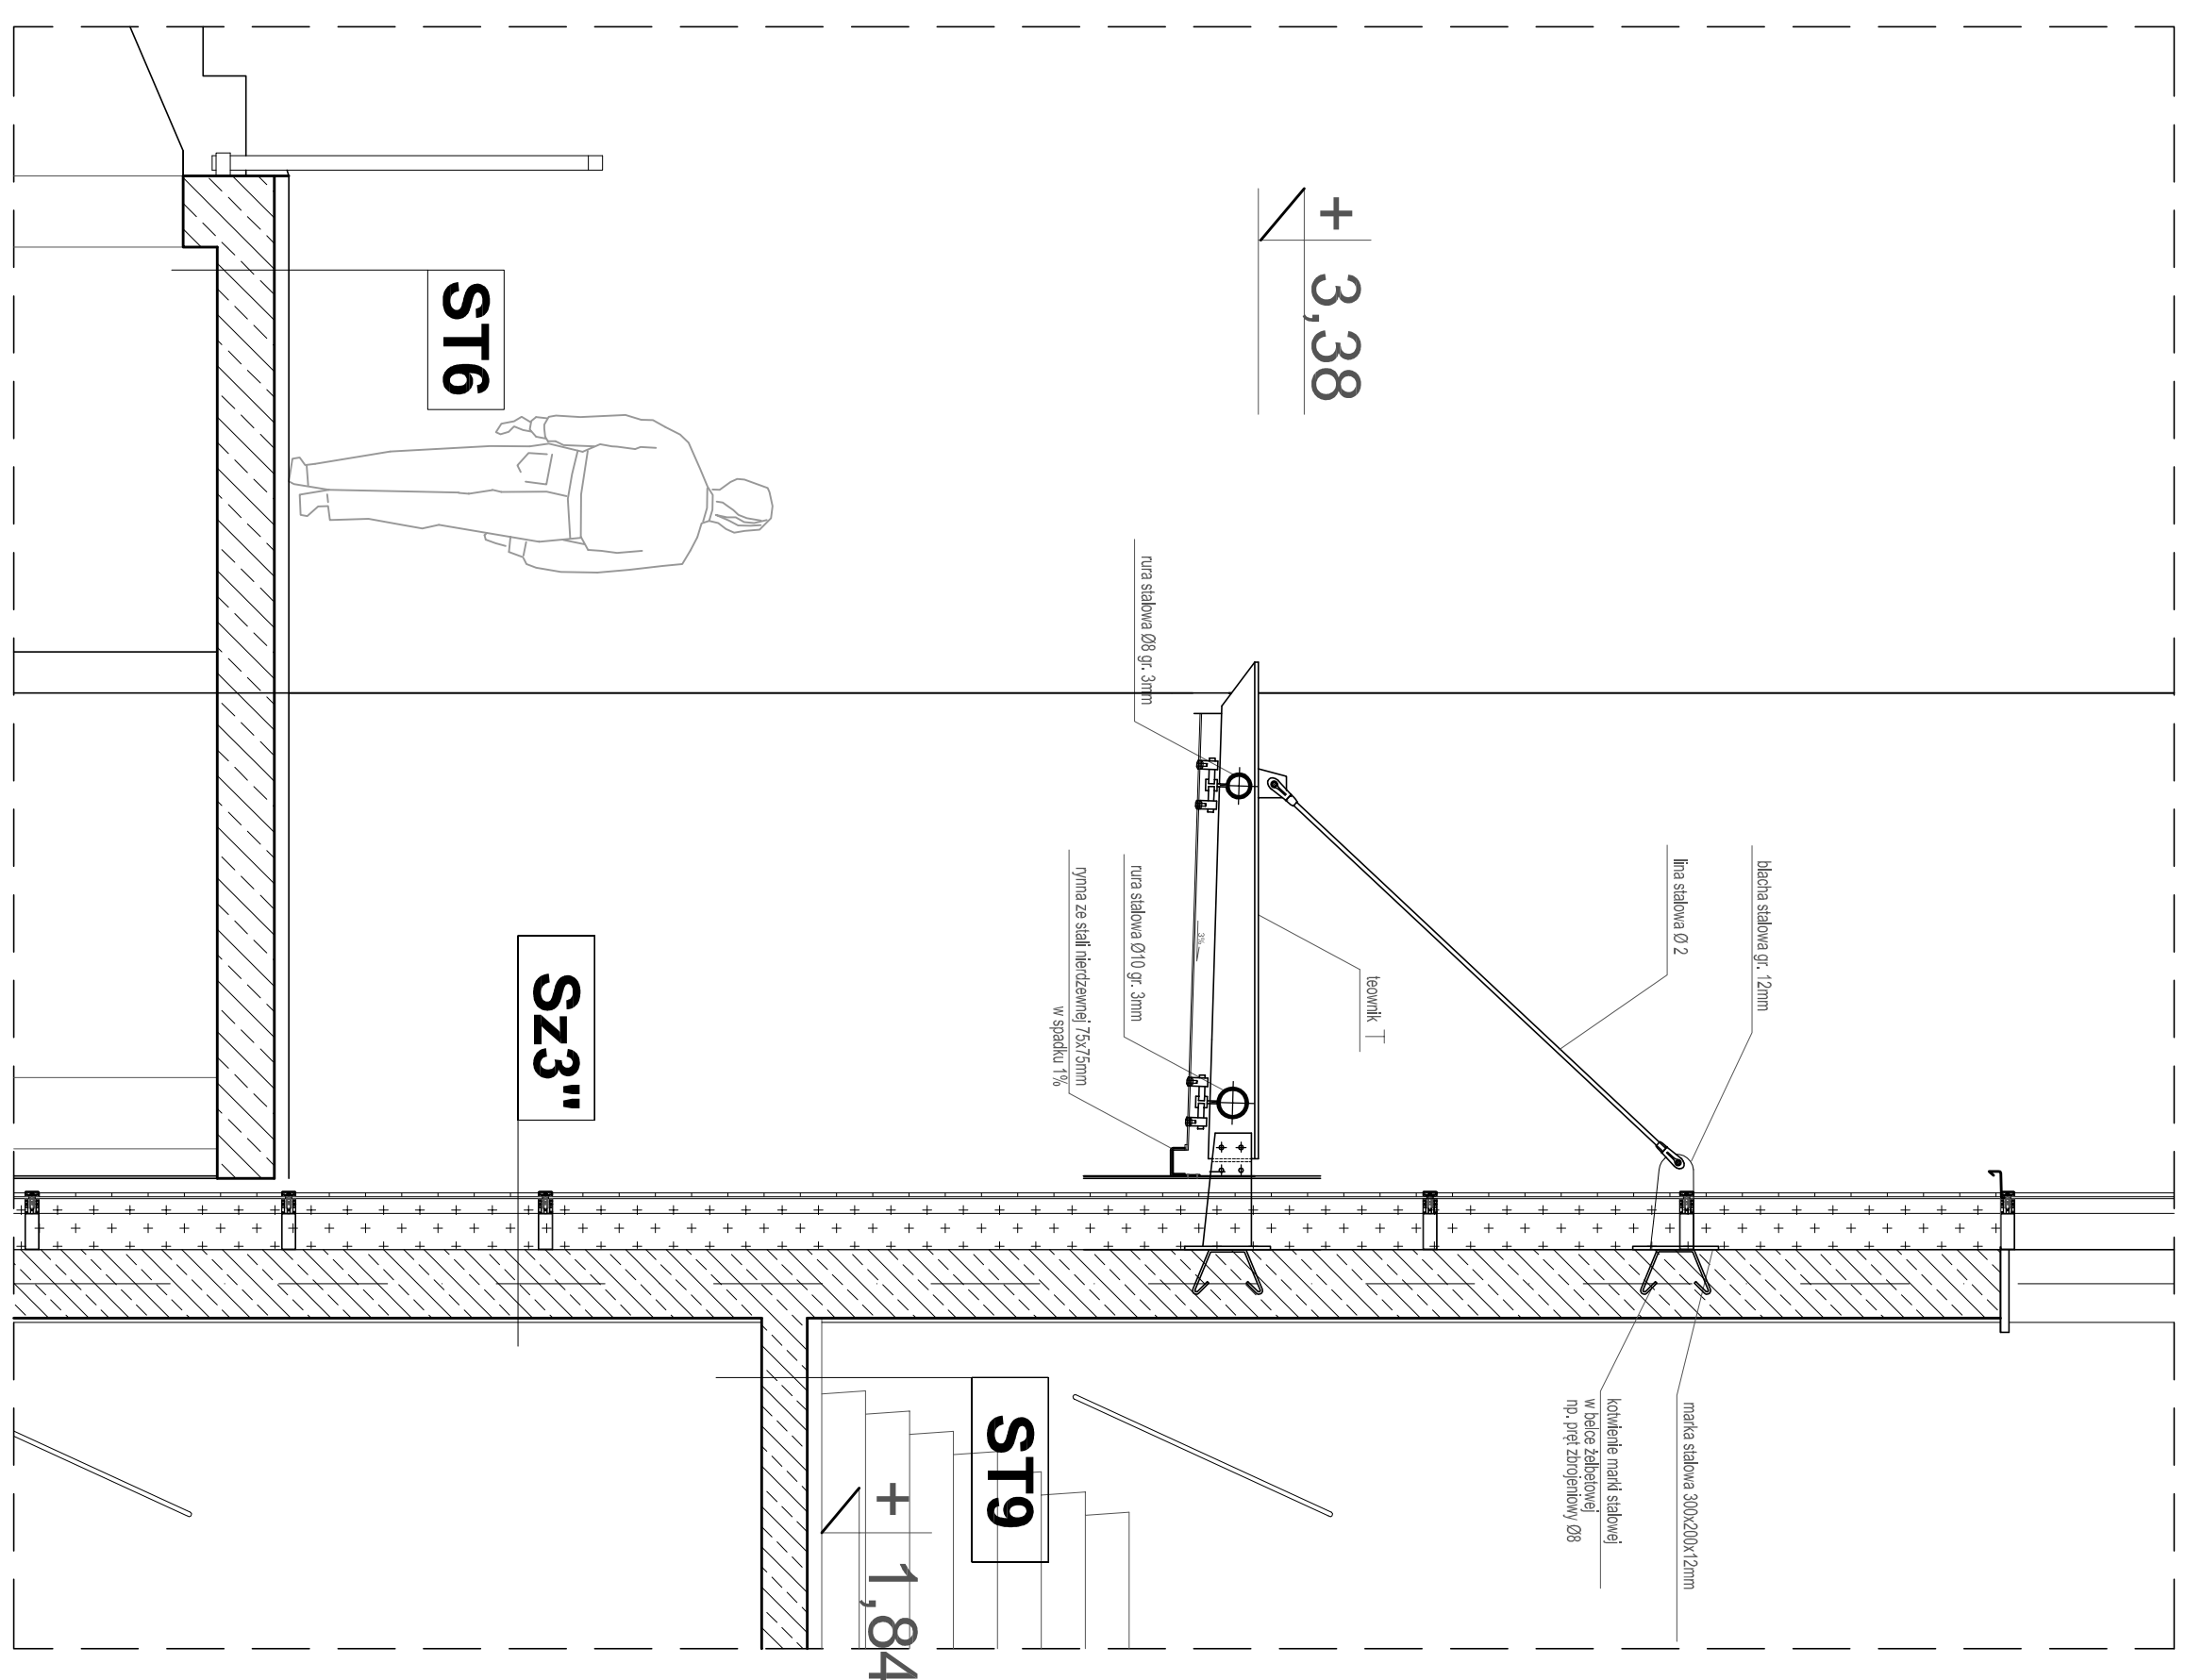 blacha stalowa gr. 12mm
lina stalowa Ø 2
marka stalowa 300x200x12mm
kotwienie marki stalowej
w belce żelbetowej
np. pręt zbrojeniowy Ø8
teownik T
+ 3,38
3%
rura stalowa Ø8 gr. 3mm
rura stalowa Ø10 gr. 3mm
rynna ze stali nierdzewnej 75x75mm
w spadku 1%
ST9
+ 1,84
Sz3"
ST6